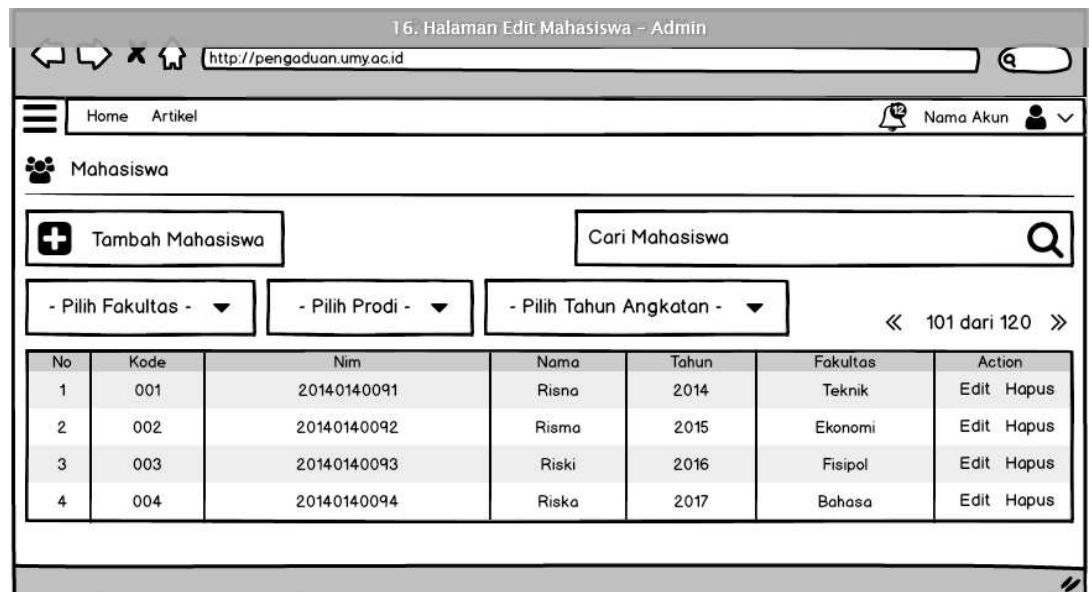 16. Halaman Edit Mahasiswa - Admin
http://pengaduan.umy.ac.id
Home Artikel 12 Nama Akun
Mahasiswa
Tambah Mahasiswa Cari Mahasiswa
- Pilih Fakultas - - Pilih Prodi - - Pilih Tahun Angkatan - 101 dari 120
No Kode Nim Nama Tahun Fakultas Action
1 001 20140140091 Risna 2014 Teknik Edit Hapus
2 002 20140140092 Risma 2015 Ekonomi Edit Hapus
3 003 20140140093 Riski 2016 Fisipol Edit Hapus
4 004 20140140094 Riska 2017 Bahasa Edit Hapus